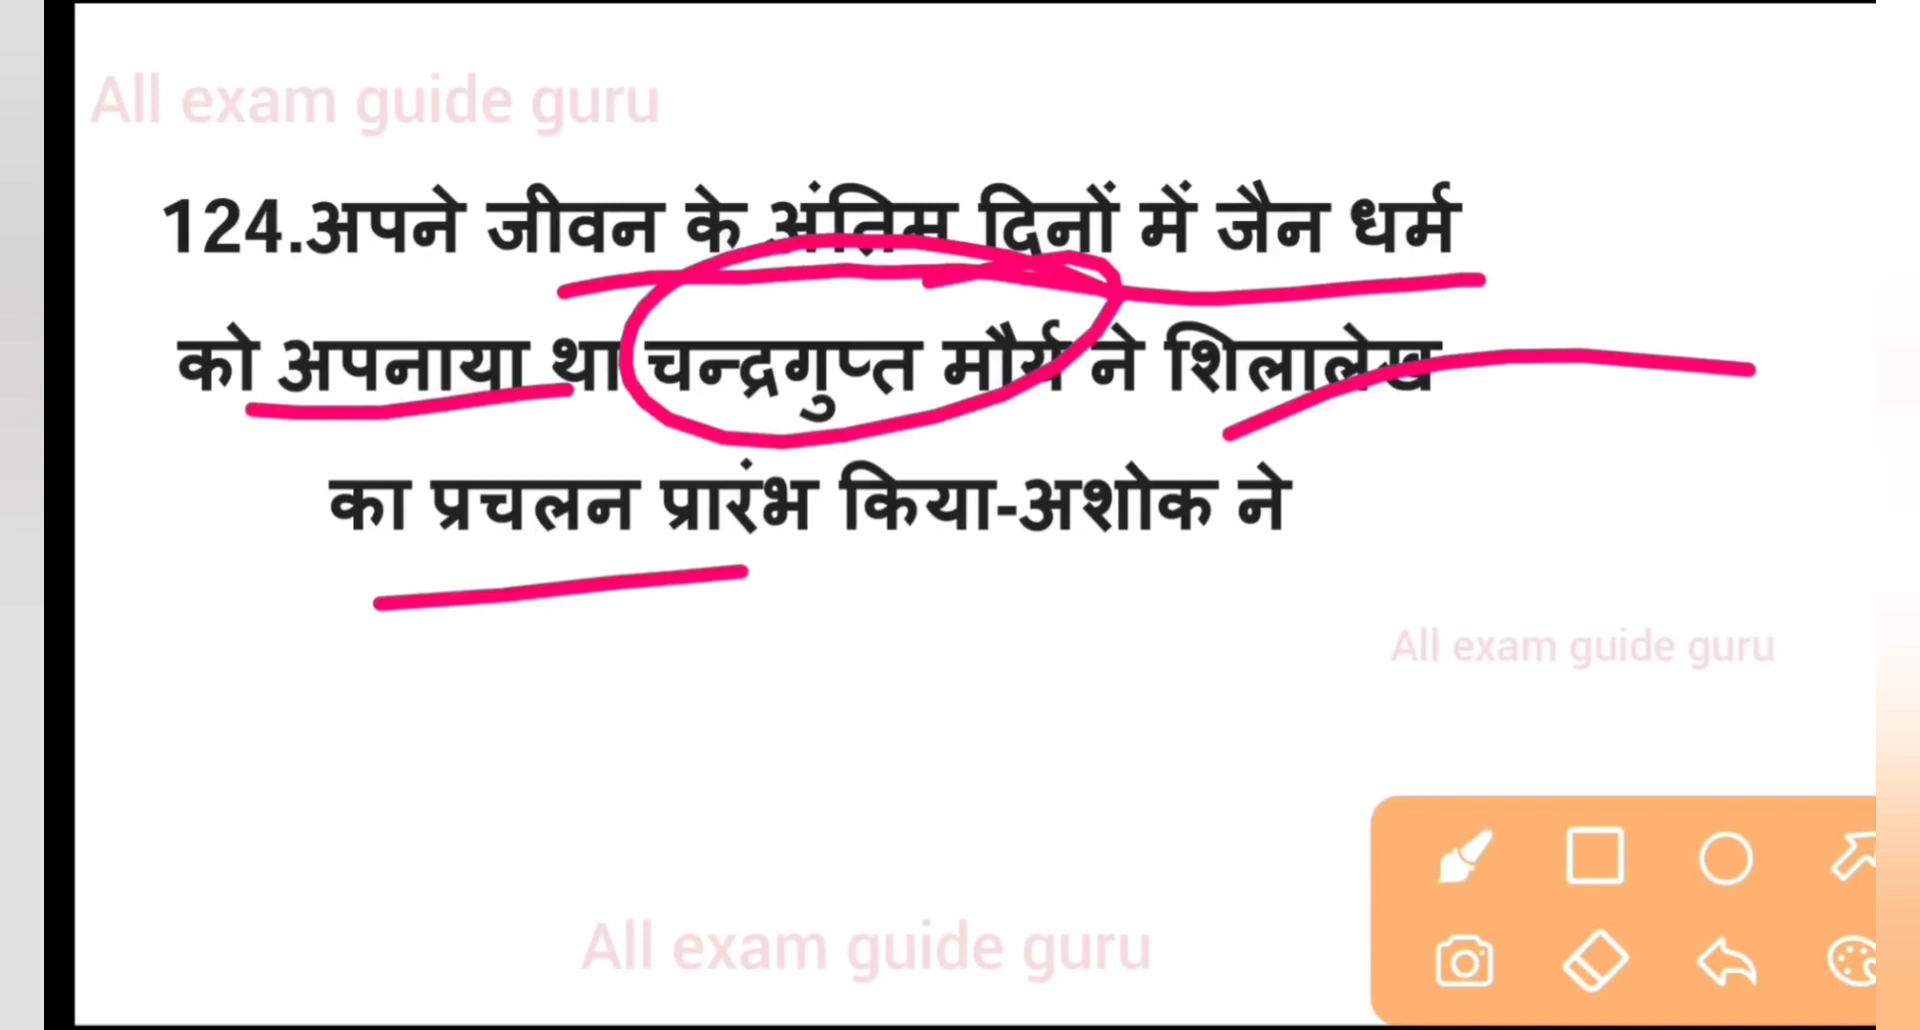 All exam guide guru
124.अपने जीवन के अंतिम दिनों में जैन धर्म
को अपनाया था चन्द्रगुप्त मौर्य ने शिलालेख
का प्रचलन प्रारंभ किया-अशोक ने
All exam guide guru
All exam guide guru